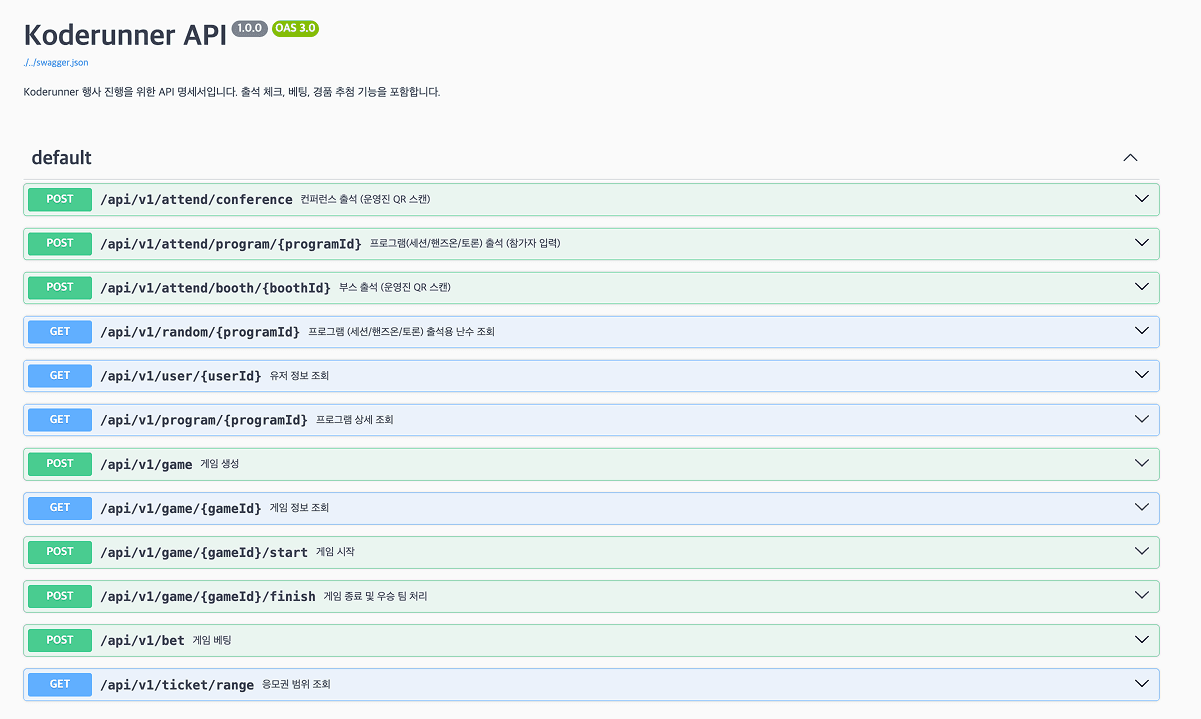 Koderunner API 1.0.0 OAS 3.0
./../swagger.json
Koderunner 행사 진행을 위한 API 명세서입니다. 출석 체크, 베팅, 경품 추첨 기능을 포함합니다.
default
POST /api/v1/attend/conference 컨퍼런스 출석 (운영진 QR 스캔)
POST /api/v1/attend/program/{programId} 프로그램(세션/핸즈온/토론) 출석 (참가자 입력)
POST /api/v1/attend/booth/{boothId} 부스 출석 (운영진 QR 스캔)
GET /api/v1/random/{programId} 프로그램 (세션/핸즈온/토론) 출석용 난수 조회
GET /api/v1/user/{userId} 유저 정보 조회
GET /api/v1/program/{programId} 프로그램 상세 조회
POST /api/v1/game 게임 생성
GET /api/v1/game/{gameId} 게임 정보 조회
POST /api/v1/game/{gameId}/start 게임 시작
POST /api/v1/game/{gameId}/finish 게임 종료 및 우승 팀 처리
POST /api/v1/bet 게임 베팅
GET /api/v1/ticket/range 응모권 범위 조회